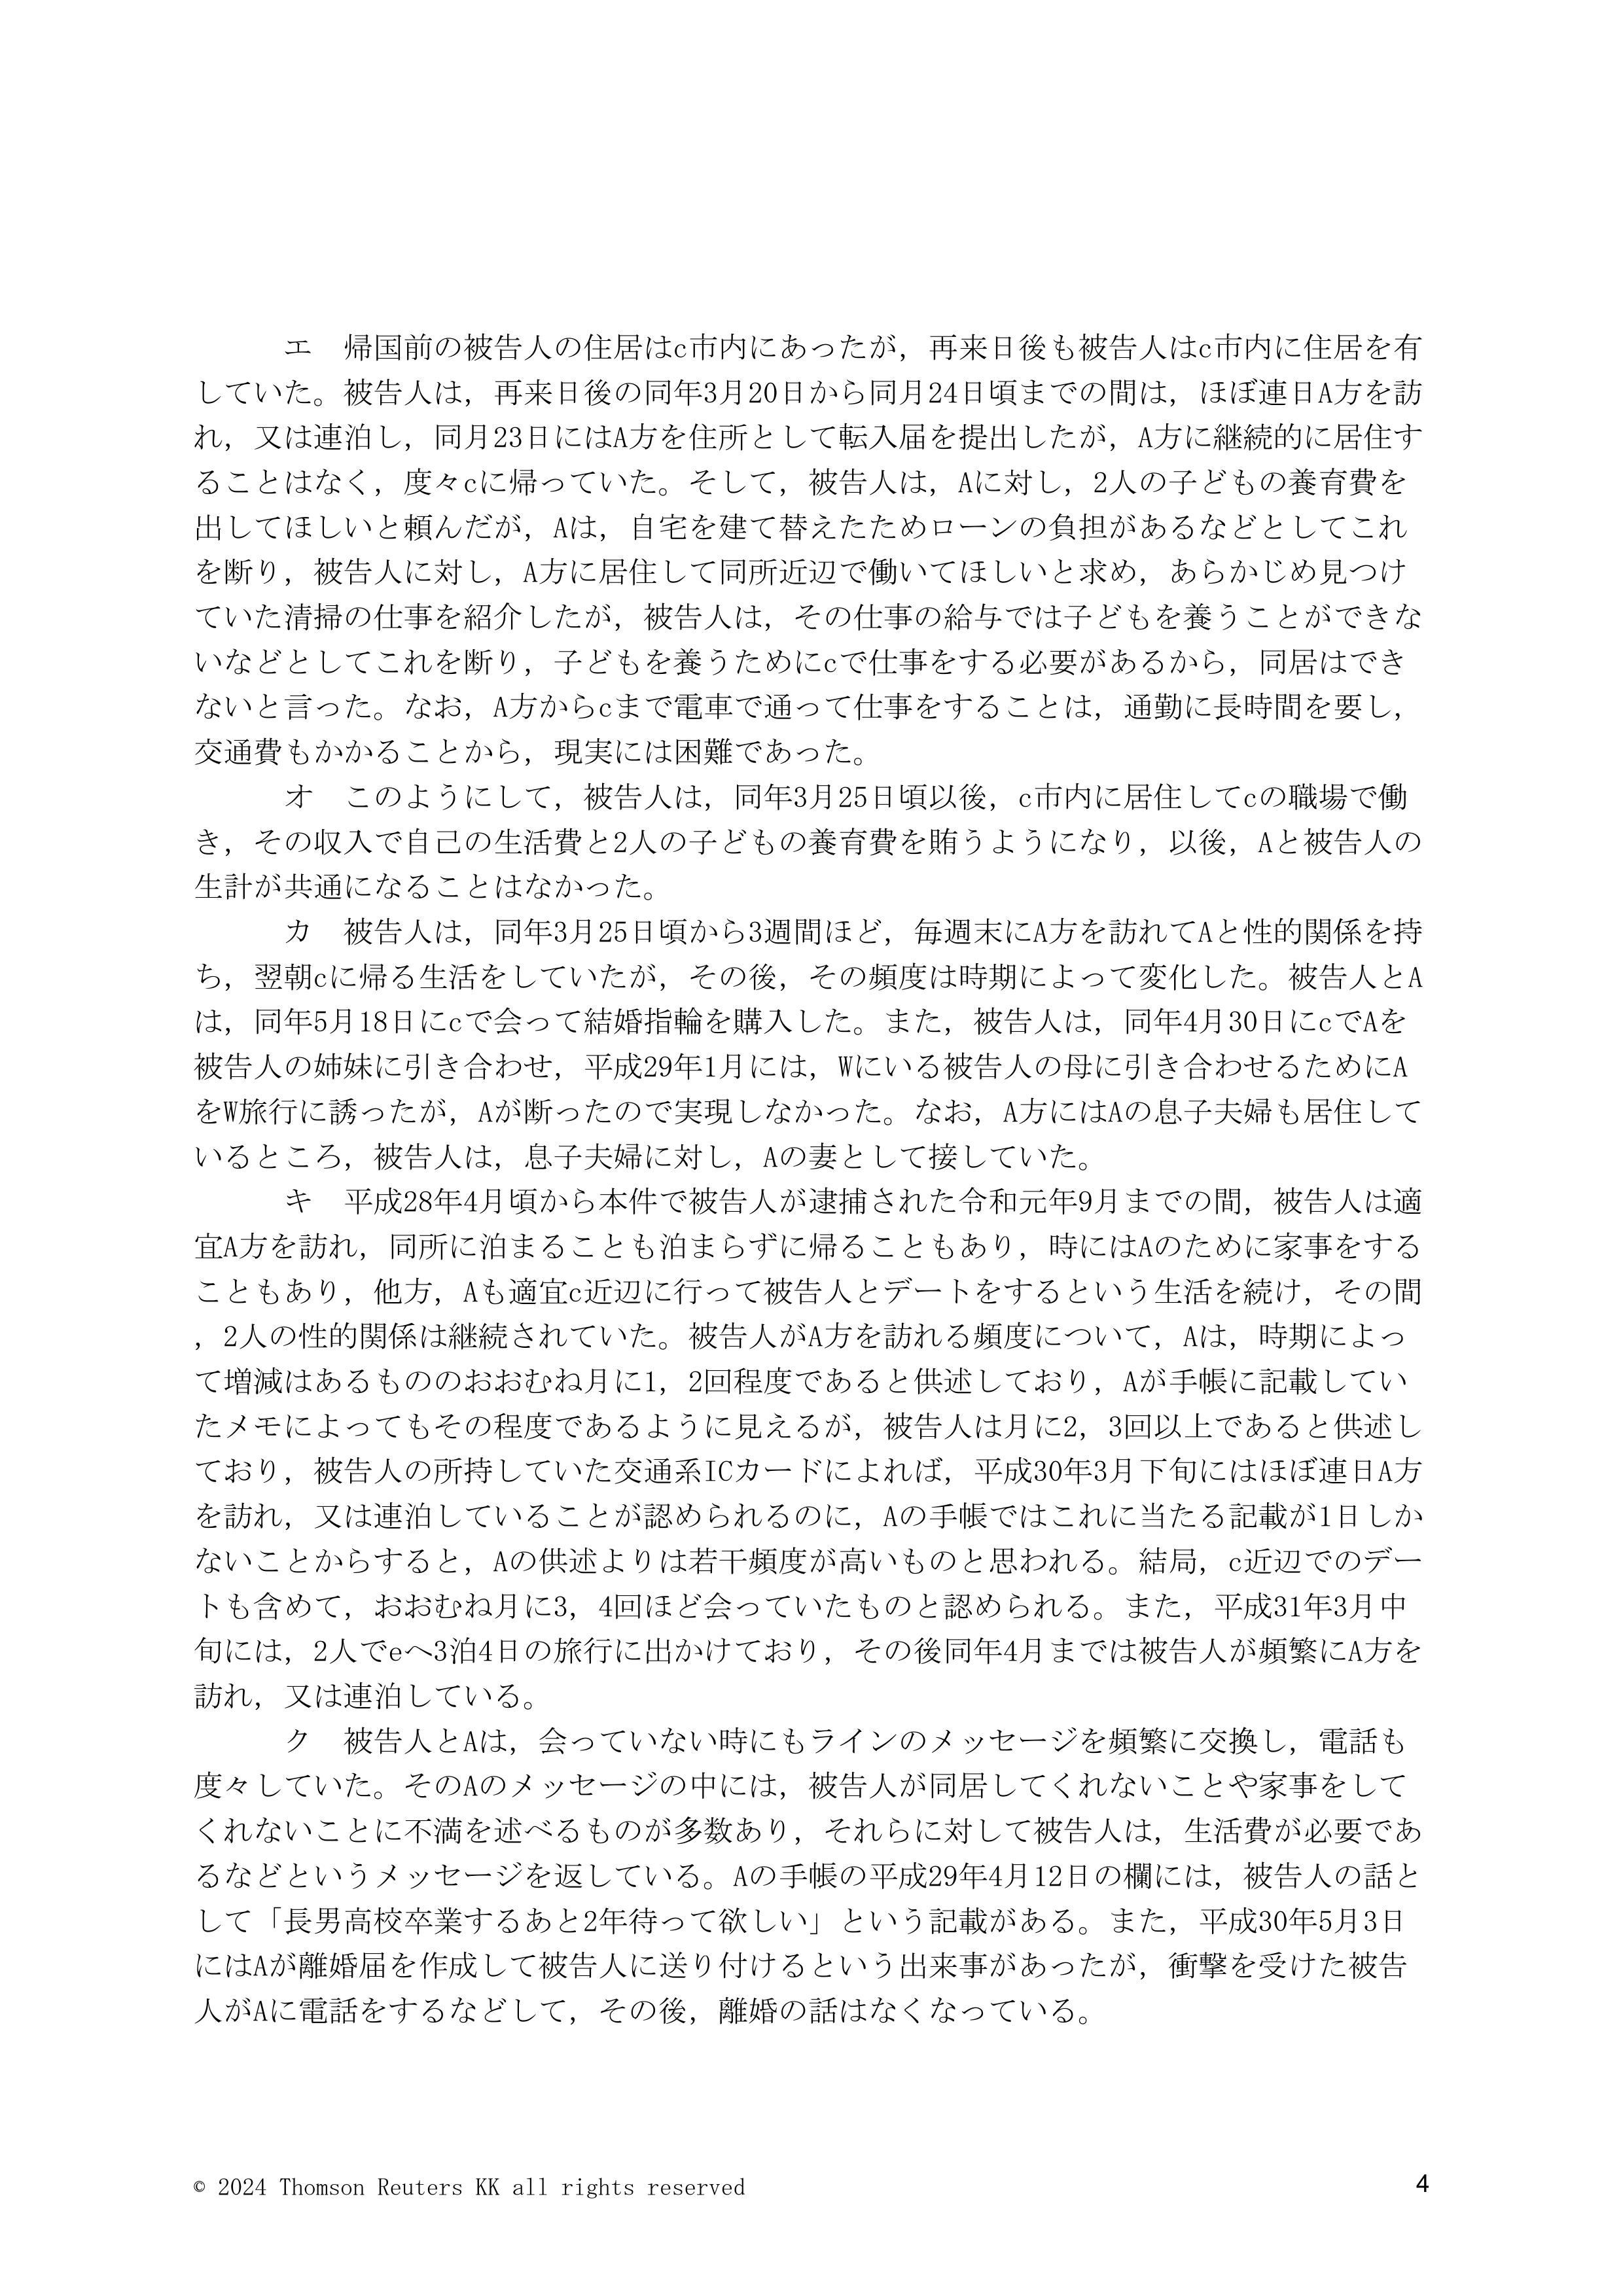 エ　帰国前の被告人の住居はc市内にあったが，再来日後も被告人はc市内に住居を有
していた。被告人は，再来日後の同年3月20日から同月24日頃までの間は，ほぼ連日A方を訪
れ，又は連泊し，同月23日にはA方を住所として転入届を提出したが，A方に継続的に居住す
ることはなく，度々cに帰っていた。そして，被告人は，Aに対し，2人の子どもの養育費を
出してほしいと頼んだが，Aは，自宅を建て替えたためローンの負担があるなどとしてこれ
を断り，被告人に対し，A方に居住して同所近辺で働いてほしいと求め，あらかじめ見つけ
ていた清掃の仕事を紹介したが，被告人は，その仕事の給与では子どもを養うことができな
いなどとしてこれを断り，子どもを養うためにcで仕事をする必要があるから，同居はでき
ないと言った。なお，A方からcまで電車で通って仕事をすることは，通勤に長時間を要し，
交通費もかかることから，現実には困難であった。
オ　このようにして，被告人は，同年3月25日頃以後，c市内に居住してcの職場で働
き，その収入で自己の生活費と2人の子どもの養育費を賄うようになり，以後，Aと被告人の
生計が共通になることはなかった。
カ　被告人は，同年3月25日頃から3週間ほど，毎週末にA方を訪れてAと性的関係を持
ち，翌朝cに帰る生活をしていたが，その後，その頻度は時期によって変化した。被告人とA
は，同年5月18日にcで会って結婚指輪を購入した。また，被告人は，同年4月30日にcでAを
被告人の姉妹に引き合わせ，平成29年1月には，Wにいる被告人の母に引き合わせるためにA
をW旅行に誘ったが，Aが断ったので実現しなかった。なお，A方にはAの息子夫婦も居住して
いるところ，被告人は，息子夫婦に対し，Aの妻として接していた。
キ　平成28年4月頃から本件で被告人が逮捕された令和元年9月までの間，被告人は適
宜A方を訪れ，同所に泊まることも泊まらずに帰ることもあり，時にはAのために家事をする
こともあり，他方，Aも適宜c近辺に行って被告人とデートをするという生活を続け，その間
，2人の性的関係は継続されていた。被告人がA方を訪れる頻度について，Aは，時期によっ
て増減はあるもののおおむね月に1，2回程度であると供述しており，Aが手帳に記載してい
たメモによってもその程度であるように見えるが，被告人は月に2，3回以上であると供述し
ており，被告人の所持していた交通系ICカードによれば，平成30年3月下旬にはほぼ連日A方
を訪れ，又は連泊していることが認められるのに，Aの手帳ではこれに当たる記載が1日しか
ないことからすると，Aの供述よりは若干頻度が高いものと思われる。結局，c近辺でのデー
トも含めて，おおむね月に3，4回ほど会っていたものと認められる。また，平成31年3月中
旬には，2人でeへ3泊4日の旅行に出かけており，その後同年4月までは被告人が頻繁にA方を
訪れ，又は連泊している。
ク　被告人とAは，会っていない時にもラインのメッセージを頻繁に交換し，電話も
度々していた。そのAのメッセージの中には，被告人が同居してくれないことや家事をして
くれないことに不満を述べるものが多数あり，それらに対して被告人は，生活費が必要であ
るなどというメッセージを返している。Aの手帳の平成29年4月12日の欄には，被告人の話と
して「長男高校卒業するあと2年待って欲しい」という記載がある。また，平成30年5月3日
にはAが離婚届を作成して被告人に送り付けるという出来事があったが，衝撃を受けた被告
人がAに電話をするなどして，その後，離婚の話はなくなっている。
© 2024 Thomson Reuters KK all rights reserved
4